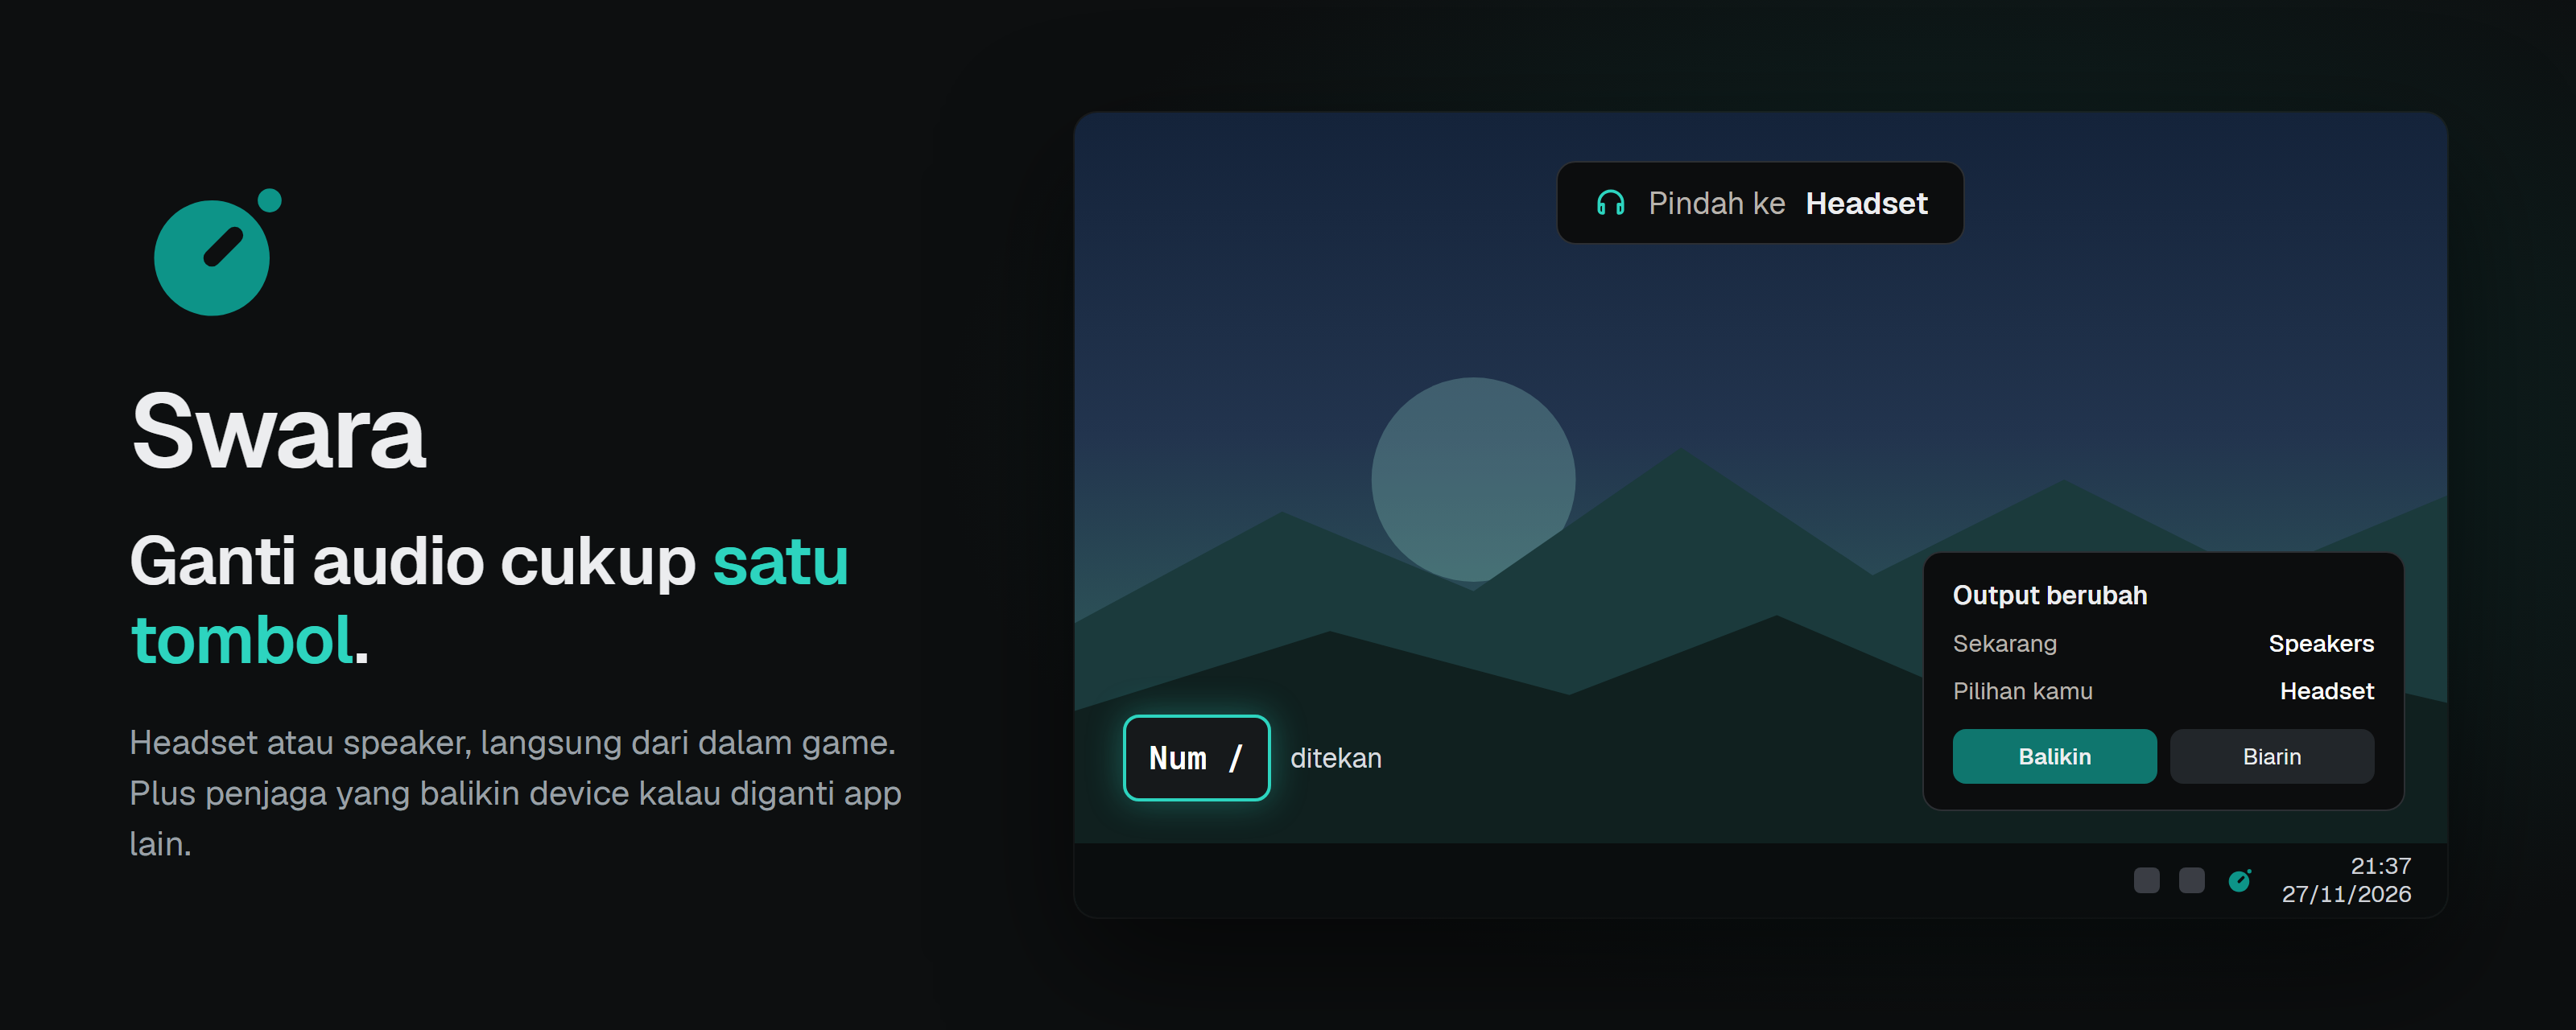 Swara
Ganti audio cukup satu
tombol.
Headset atau speaker, langsung dari dalam game.
Plus penjaga yang balikin device kalau diganti app
lain.
Pindah ke Headset
Num /
ditekan
Output berubah
Sekarang Speakers
Pilihan kamu Headset
Balikin Biarin
21:37
27/11/2026